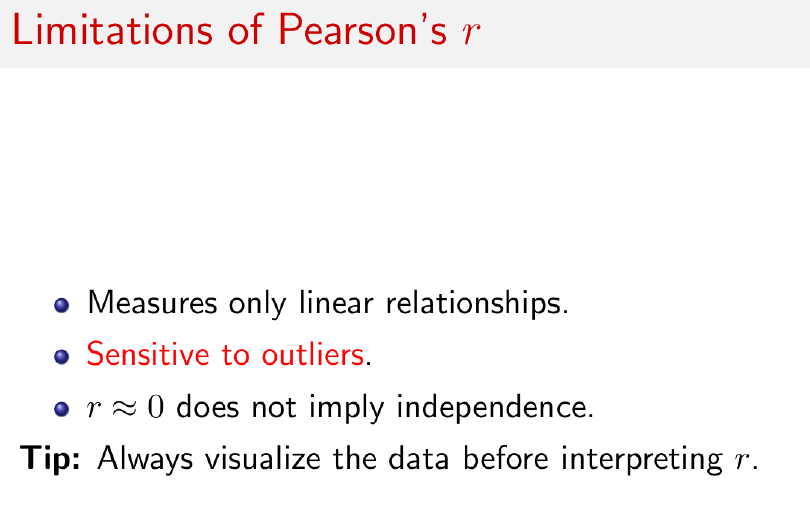 Limitations of Pearson's r
Measures only linear relationships.
Sensitive to outliers.
r ≈ 0 does not imply independence.
Tip: Always visualize the data before interpreting r.